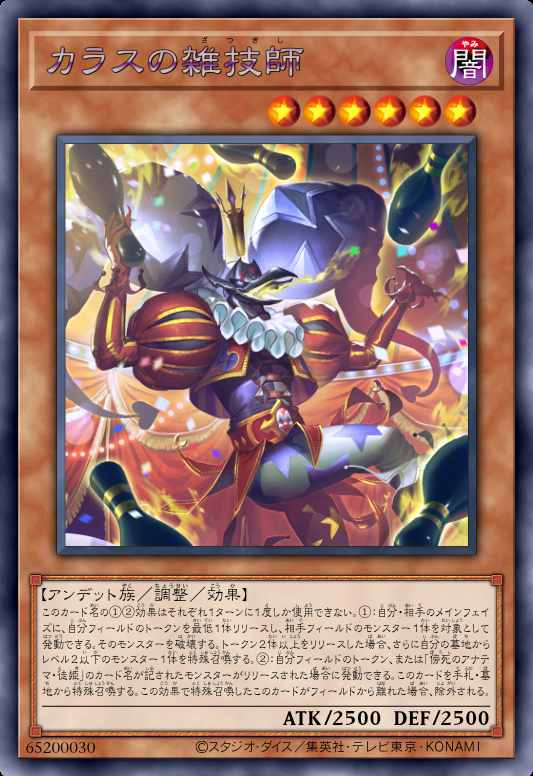 カラスの雑技師
闇
【アンデット族／調整／効果】
このカード名の①②効果はそれぞれ1ターンに1度しか使用できない。①：自分・相手のメインフェイ
ズに、自分フィールドのトークンを最低1体リリースし、相手フィールドのモンスター1体を対象として
発動できる。そのモンスターを破壊する。トークン2体以上をリリースした場合、さらに自分の墓地から
レベル2以下のモンスター1体を特殊召喚する。②：自分フィールドのトークン、または「傍死のアナテ
マ・徒姫」のカード名が記されたモンスターがリリースされた場合に発動できる。このカードを手札・墓
地から特殊召喚する。この効果で特殊召喚したこのカードがフィールドから離れた場合、除外される。
ATK/2500 DEF/2500
65200030 ©スタジオ・ダイス／集英社・テレビ東京・KONAMI